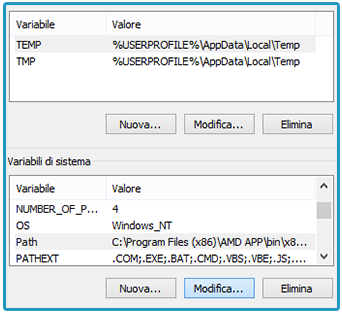 Variabile Valore
TEMP %USERPROFILE%\AppData\Local\Temp
TMP %USERPROFILE%\AppData\Local\Temp
Nuova... Modifica... Elimina
Variabili di sistema
Variabile Valore
NUMBER_OF_P... 4
OS Windows_NT
Path C:\Program Files (x86)\AMD APP\bin\x8...
PATHEXT .COM;.EXE;.BAT;.CMD;.VBS;.VBE;.JS;....
Nuova... Modifica... Elimina